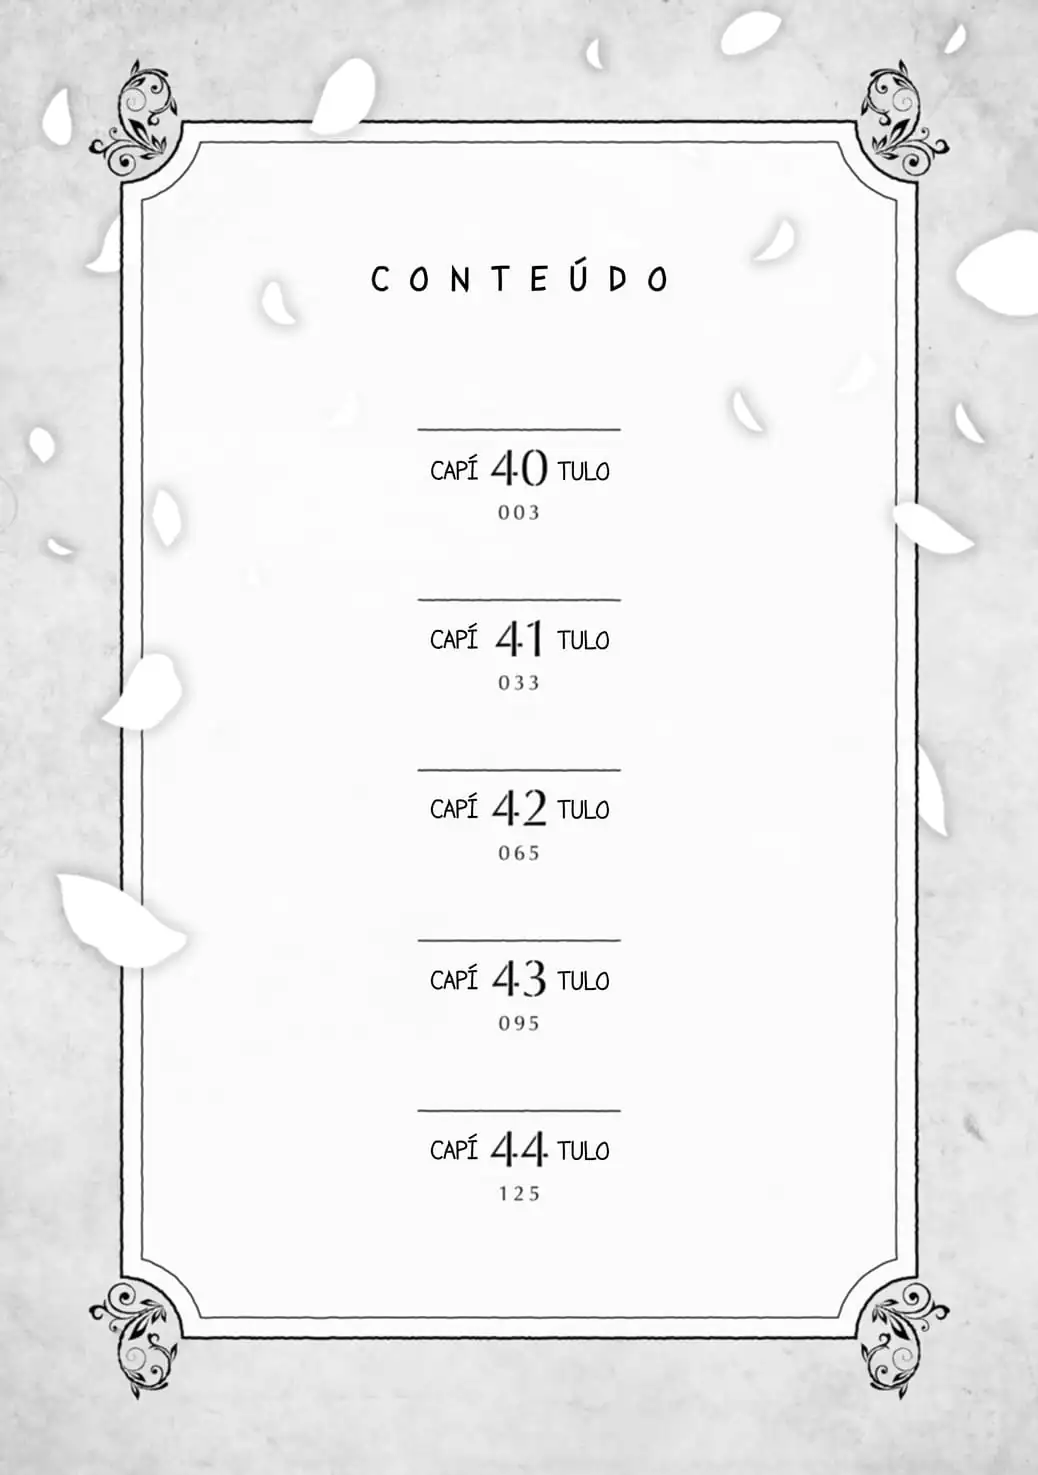 CONTEÚDO
CAPÍ 40 TULO
003
CAPÍ 41 TULO
033
CAPÍ 42 TULO
065
CAPÍ 43 TULO
095
CAPÍ 44 TULO
125